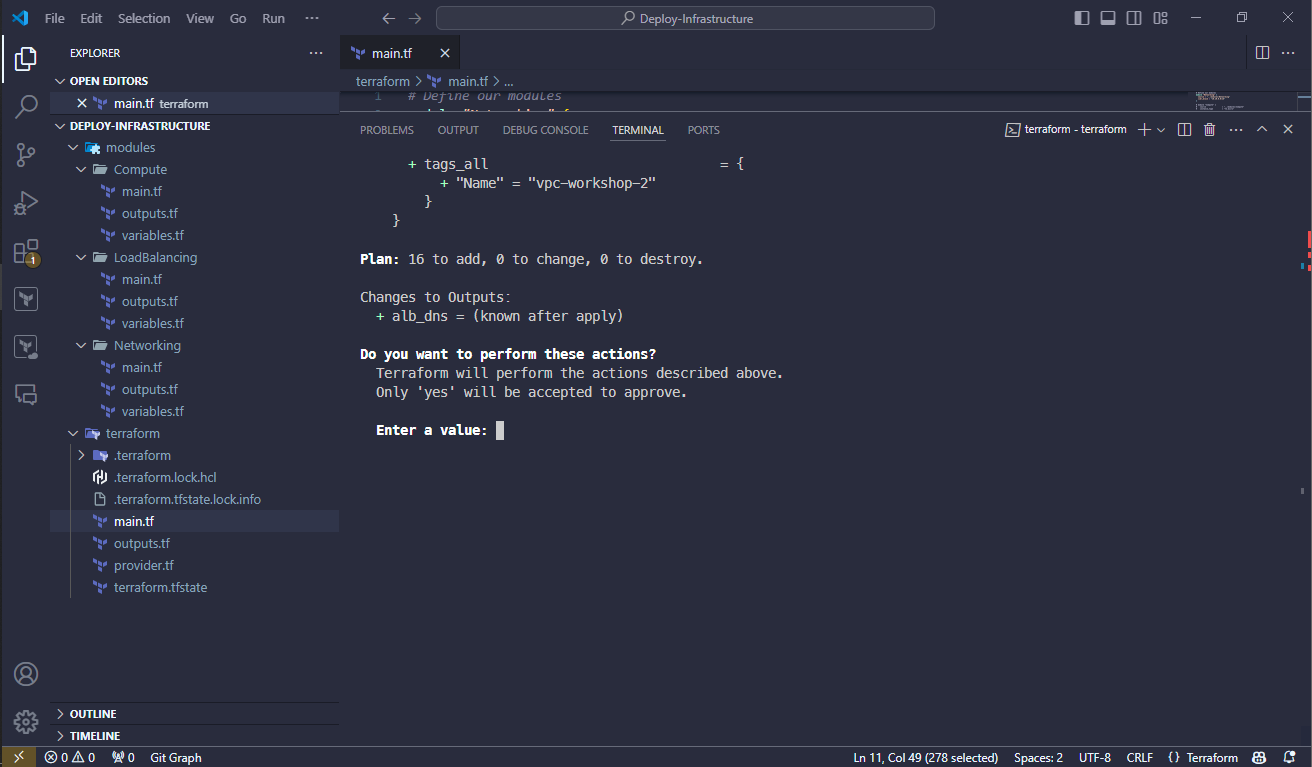 File Edit Selection View Go Run ···
Deploy-Infrastructure
EXPLORER
OPEN EDITORS
main.tf terraform
DEPLOY-INFRASTRUCTURE
modules
Compute
main.tf
outputs.tf
variables.tf
LoadBalancing
main.tf
outputs.tf
variables.tf
Networking
main.tf
outputs.tf
variables.tf
terraform
.terraform
.terraform.lock.hcl
.terraform.tfstate.lock.info
main.tf
outputs.tf
provider.tf
terraform.tfstate
OUTLINE
TIMELINE
1
main.tf
terraform > main.tf > ...
1 # Define our modules
PROBLEMS OUTPUT DEBUG CONSOLE TERMINAL PORTS
terraform - terraform
+ tags_all = {
+ "Name" = "vpc-workshop-2"
}
}
Plan: 16 to add, 0 to change, 0 to destroy.
Changes to Outputs:
+ alb_dns = (known after apply)
Do you want to perform these actions?
Terraform will perform the actions described above.
Only 'yes' will be accepted to approve.
Enter a value:
0 0 0 Git Graph
Ln 11, Col 49 (278 selected) Spaces: 2 UTF-8 CRLF {} Terraform